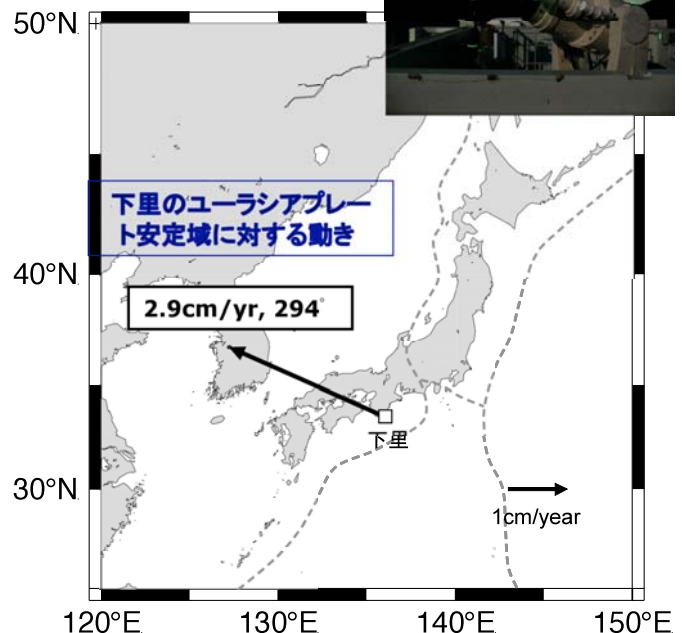 50°N
下里のユーラシアプレー
ト安定域に対する動き
40°N
2.9cm/yr, 294°
下里
30°N
1cm/year
120°E
130°E
140°E
150°E